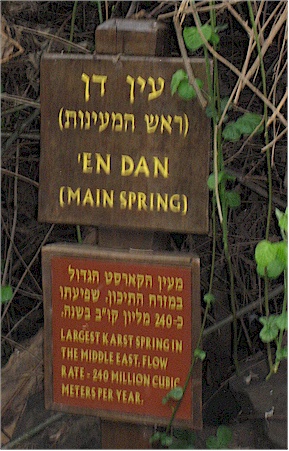 עין דן
(ראש המעינות)
'EN DAN
(MAIN SPRING)
מעין הקארסט הגדול
במזרח התיכון. שפיעתו
כ-240 מליון קו"ב בשנה.
LARGEST KARST SPRING IN
THE MIDDLE EAST. FLOW
RATE - 240 MILLION CUBIC
METERS PER YEAR.